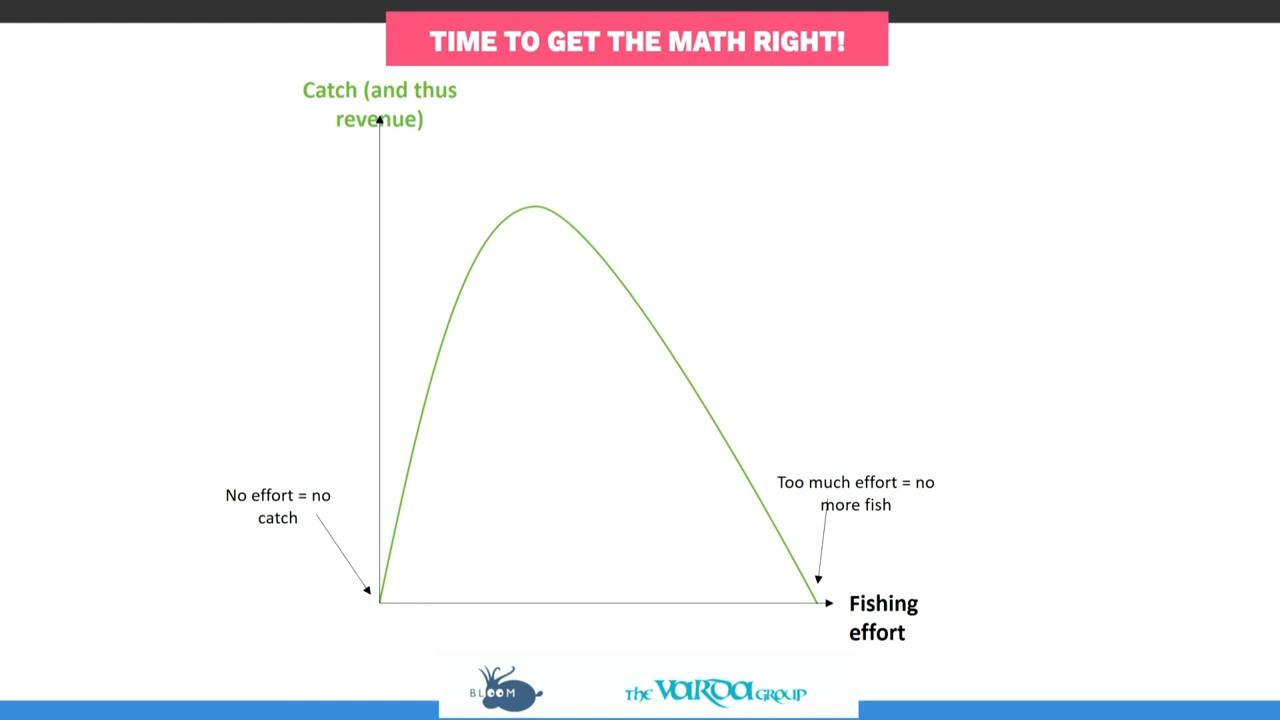 TIME TO GET THE MATH RIGHT!
Catch (and thus
revenue)
No effort = no
catch
Too much effort = no
more fish
Fishing
effort
BLOOM
THE VARDA GROUP